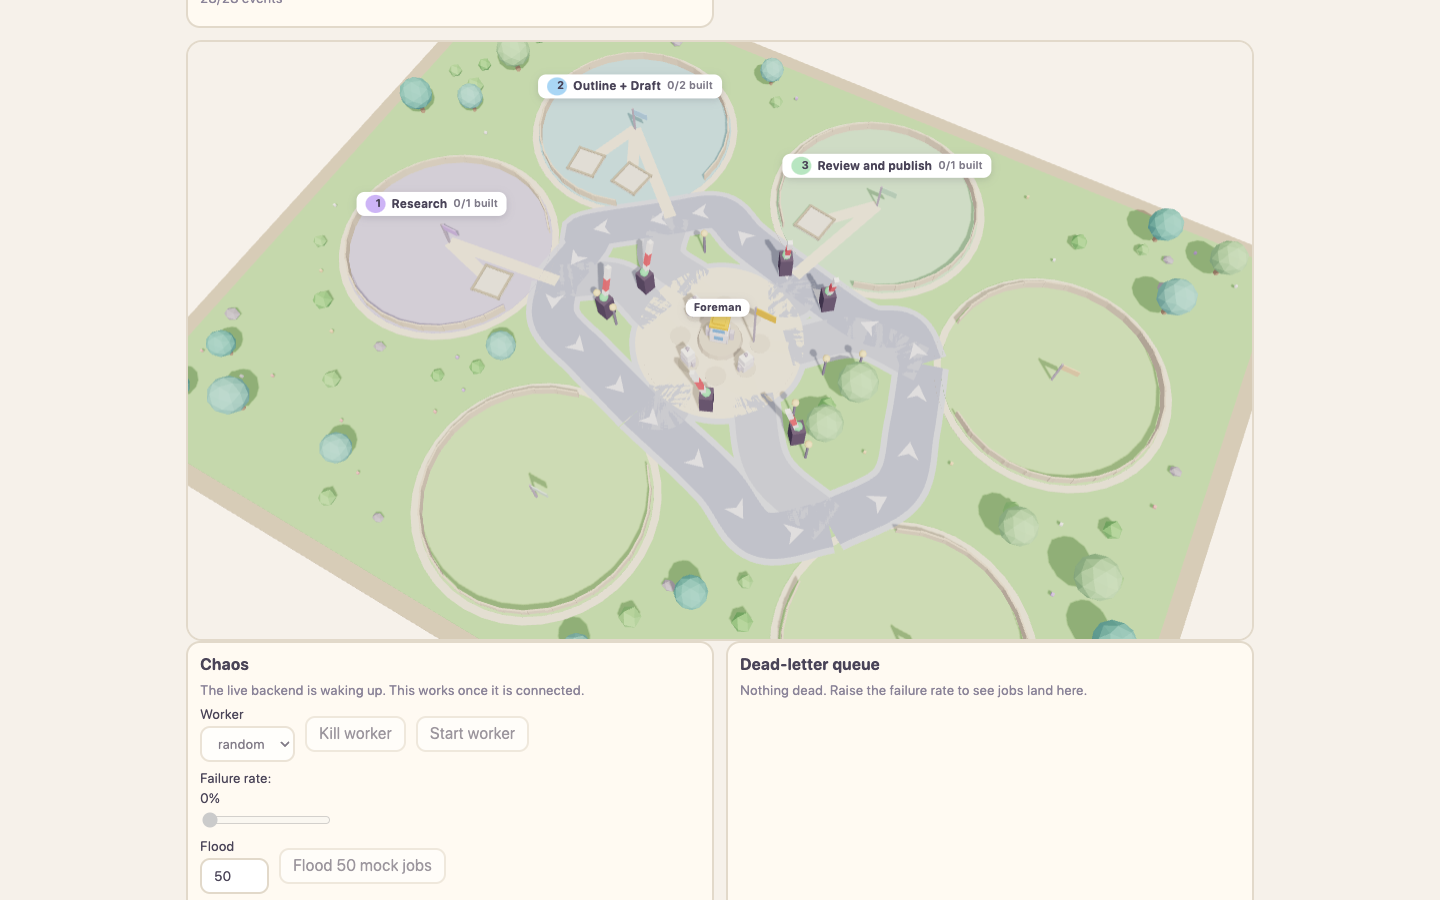 2 Outline + Draft 0/2 built
3 Review and publish 0/1 built
1 Research 0/1 built
Foreman
Chaos
The live backend is waking up. This works once it is connected.
Worker
random
Kill worker
Start worker
Failure rate:
0%
Flood
50
Flood 50 mock jobs
Dead-letter queue
Nothing dead. Raise the failure rate to see jobs land here.